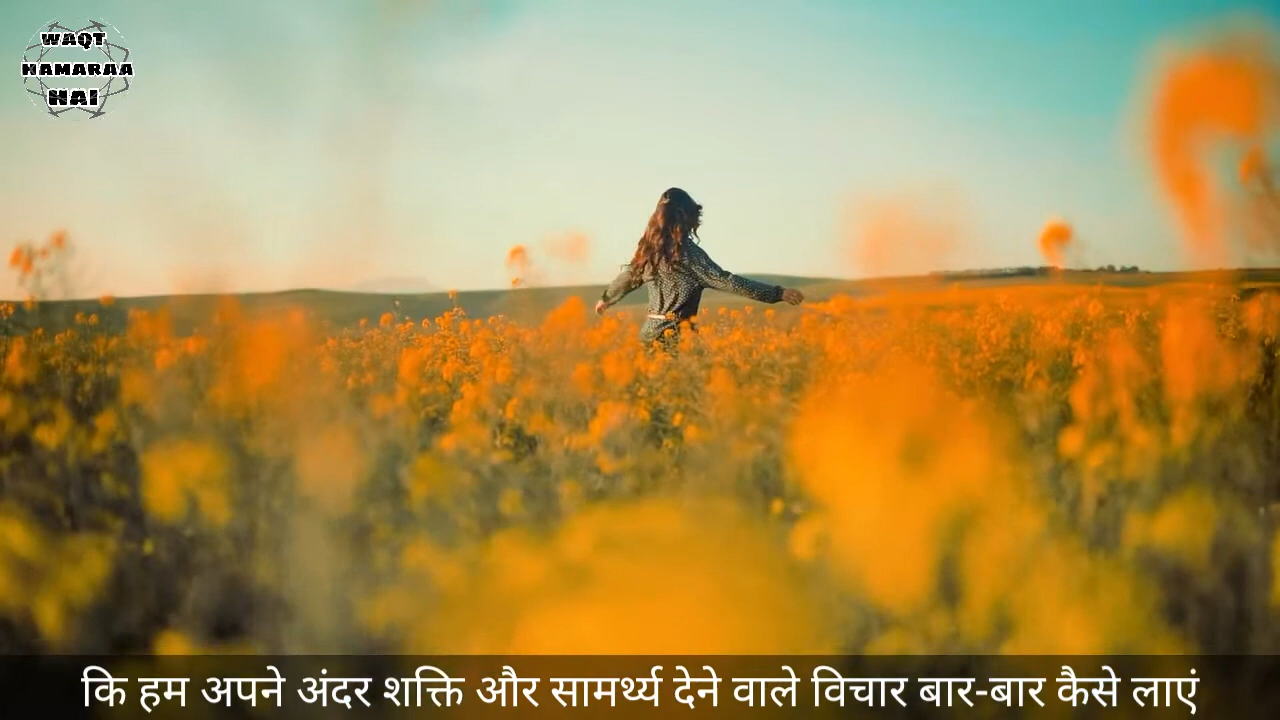 WAQT
HAMARAA
HAI
कि हम अपने अंदर शक्ति और सामर्थ्य देने वाले विचार बार-बार कैसे लाएं